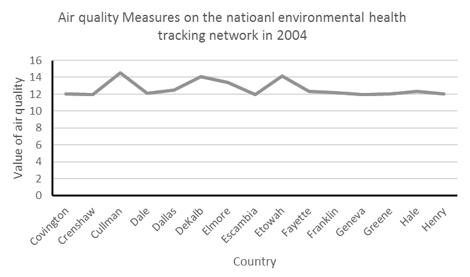 Air quality Measures on the natioanl environmental health
tracking network in 2004
Value of air quality
16
14
12
10
8
6
4
2
0
Covington
Crenshaw
Cullman
Dale
Dallas
DeKalb
Elmore
Escambia
Etowah
Fayette
Franklin
Geneva
Greene
Hale
Henry
Country